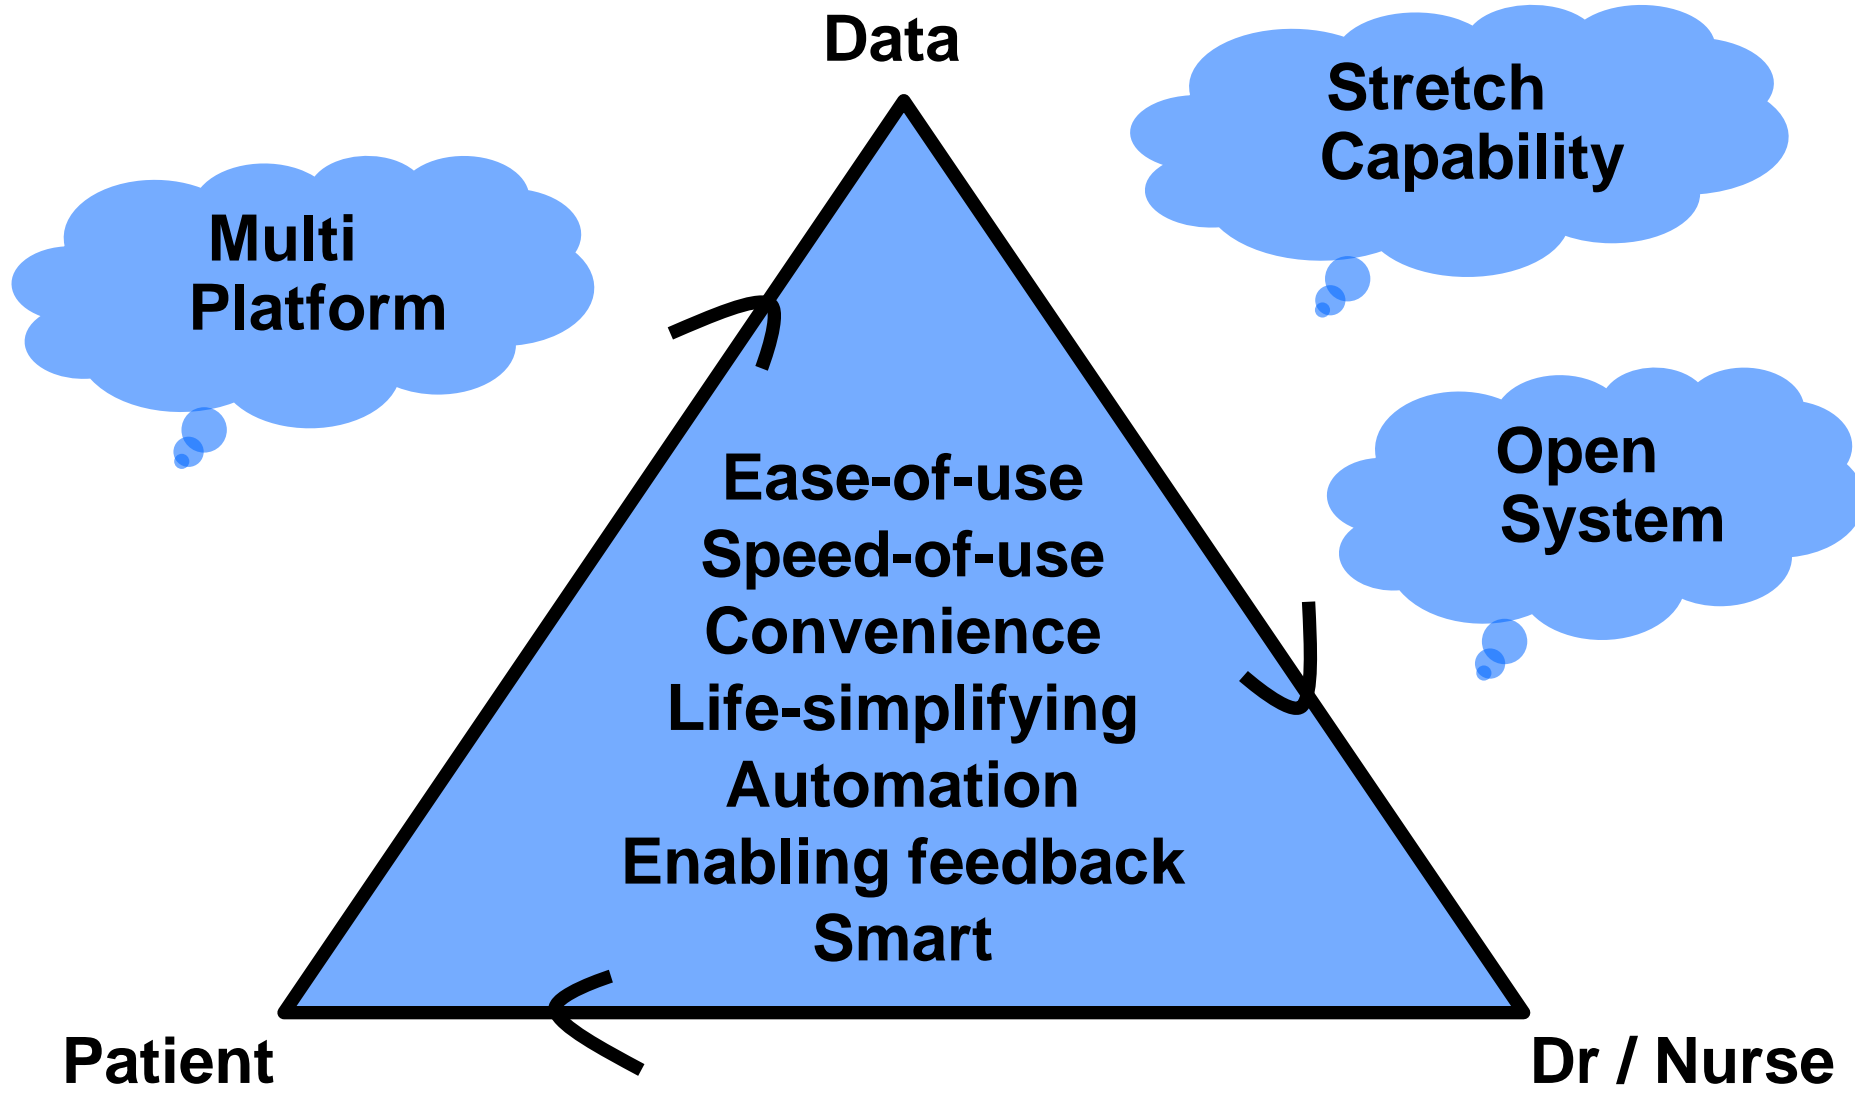 Data
Stretch
Capability
Multi
Platform
Open
System
Ease-of-use
Speed-of-use
Convenience
Life-simplifying
Automation
Enabling feedback
Smart
Patient
Dr / Nurse